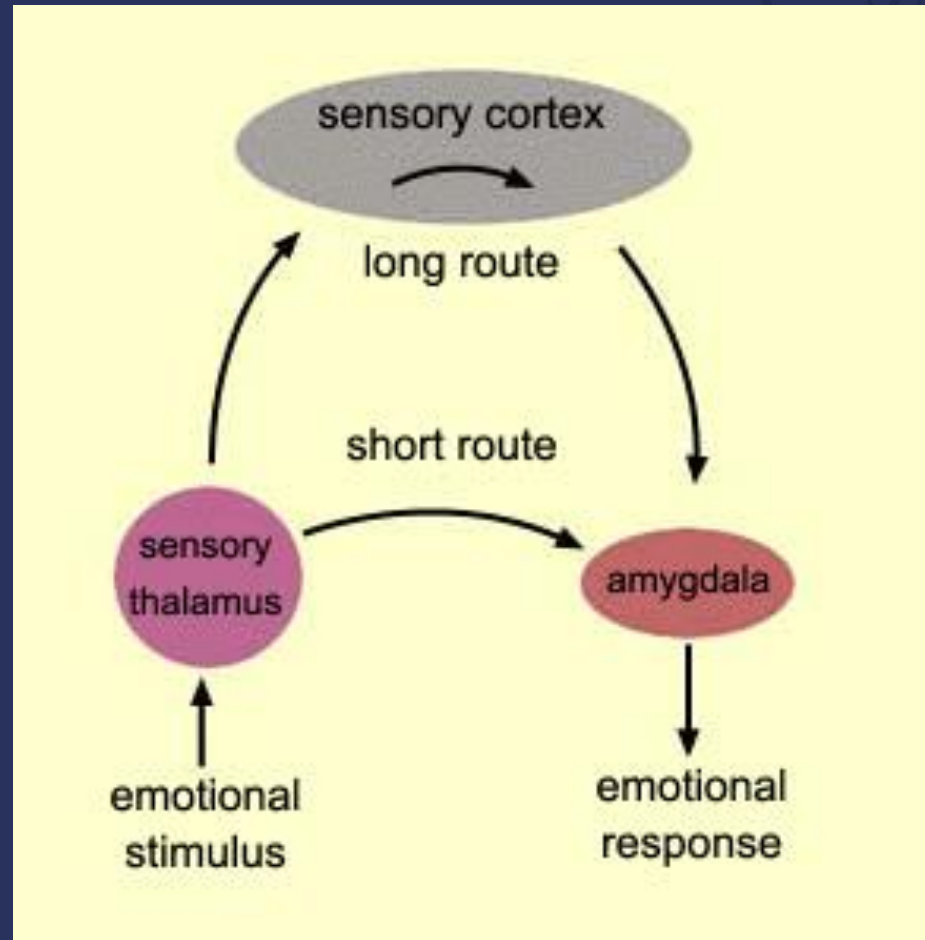 sensory cortex
long route
short route
sensory
thalamus
amygdala
emotional
stimulus
emotional
response